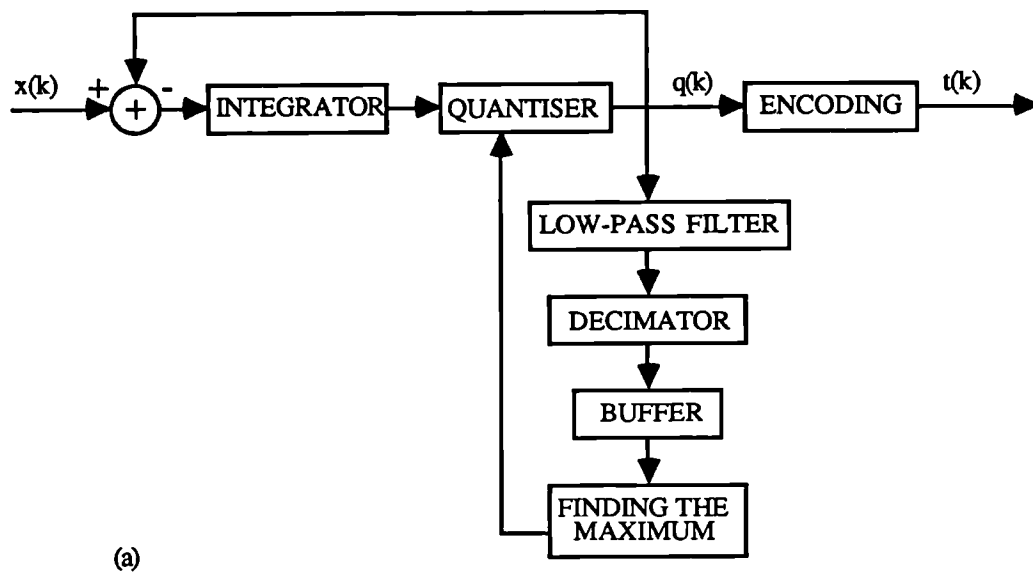 x(k)
+
-
+
INTEGRATOR
QUANTISER
q(k)
ENCODING
t(k)
LOW-PASS FILTER
DECIMATOR
BUFFER
FINDING THE
MAXIMUM
(a)